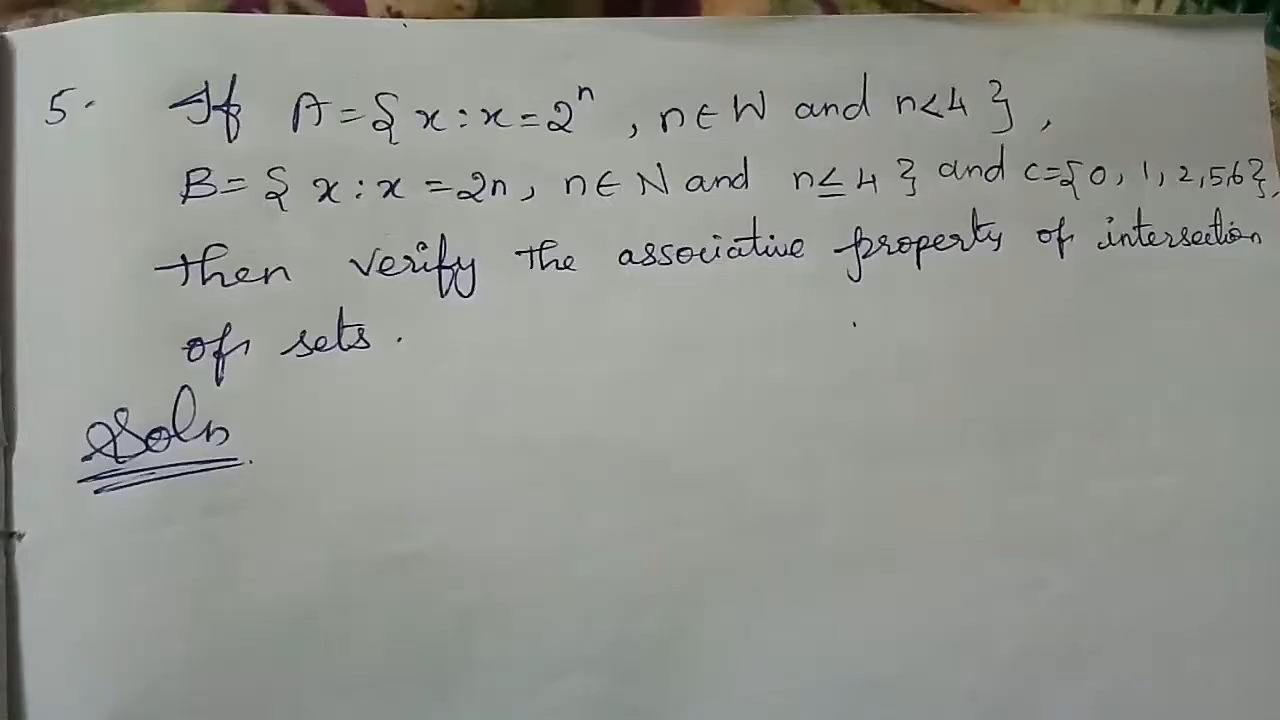 5. If A = { x : x = 2ⁿ , n ∈ W and n < 4 } ,
B = { x : x = 2n , n ∈ N and n ≤ 4 } and C = { 0 , 1 , 2 , 5 , 6 } ,
then verify the associative property of intersection
of sets .
Soln